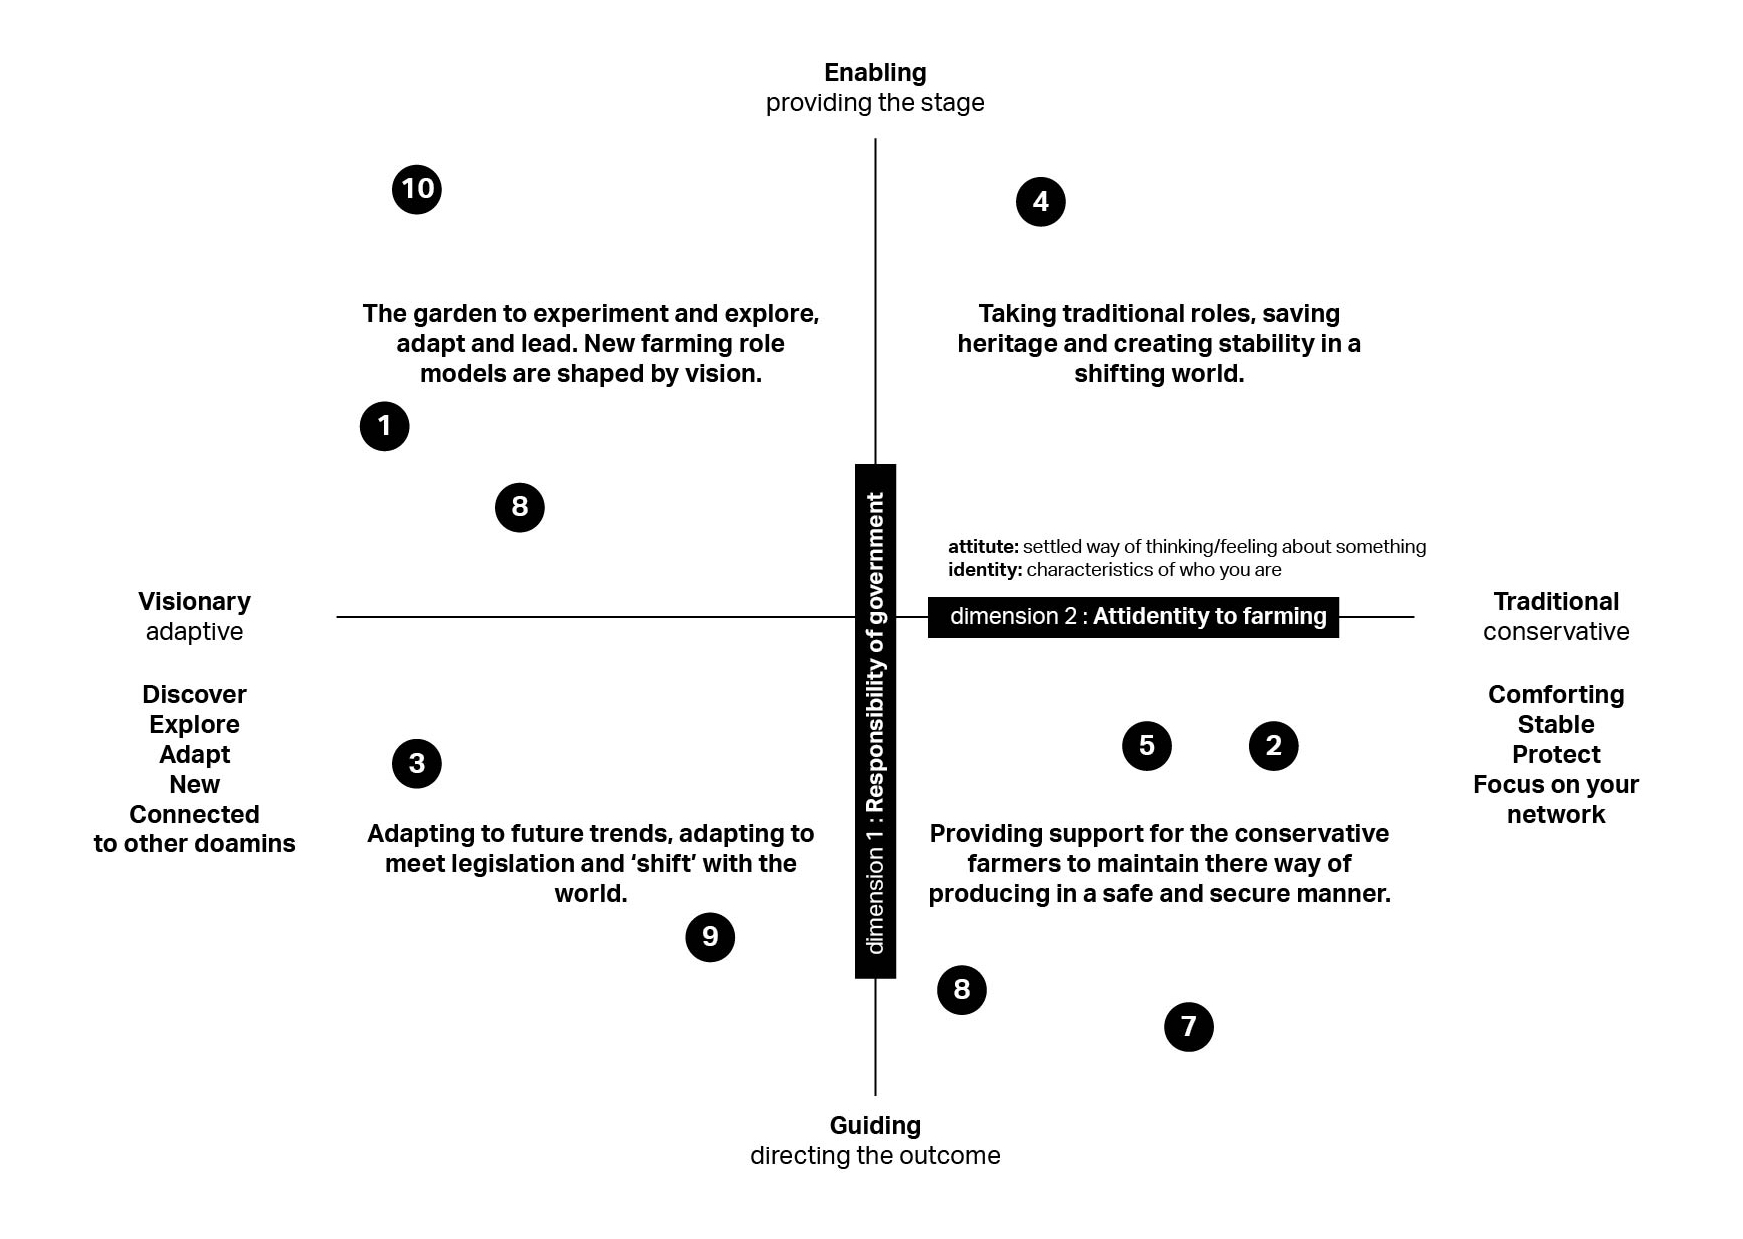 Enabling
providing the stage
10
4
The garden to experiment and explore,
adapt and lead. New farming role
models are shaped by vision.
Taking traditional roles, saving
heritage and creating stability in a
shifting world.
1
8
dimension 1 : Responsibility of government
attitute: settled way of thinking/feeling about something
identity: characteristics of who you are
dimension 2 : Attidentity to farming
Visionary
adaptive
Discover
Explore
Adapt
New
Connected
to other doamins
Traditional
conservative
Comforting
Stable
Protect
Focus on your
network
3
5
2
Adapting to future trends, adapting to
meet legislation and ‘shift’ with the
world.
Providing support for the conservative
farmers to maintain there way of
producing in a safe and secure manner.
9
8
7
Guiding
directing the outcome